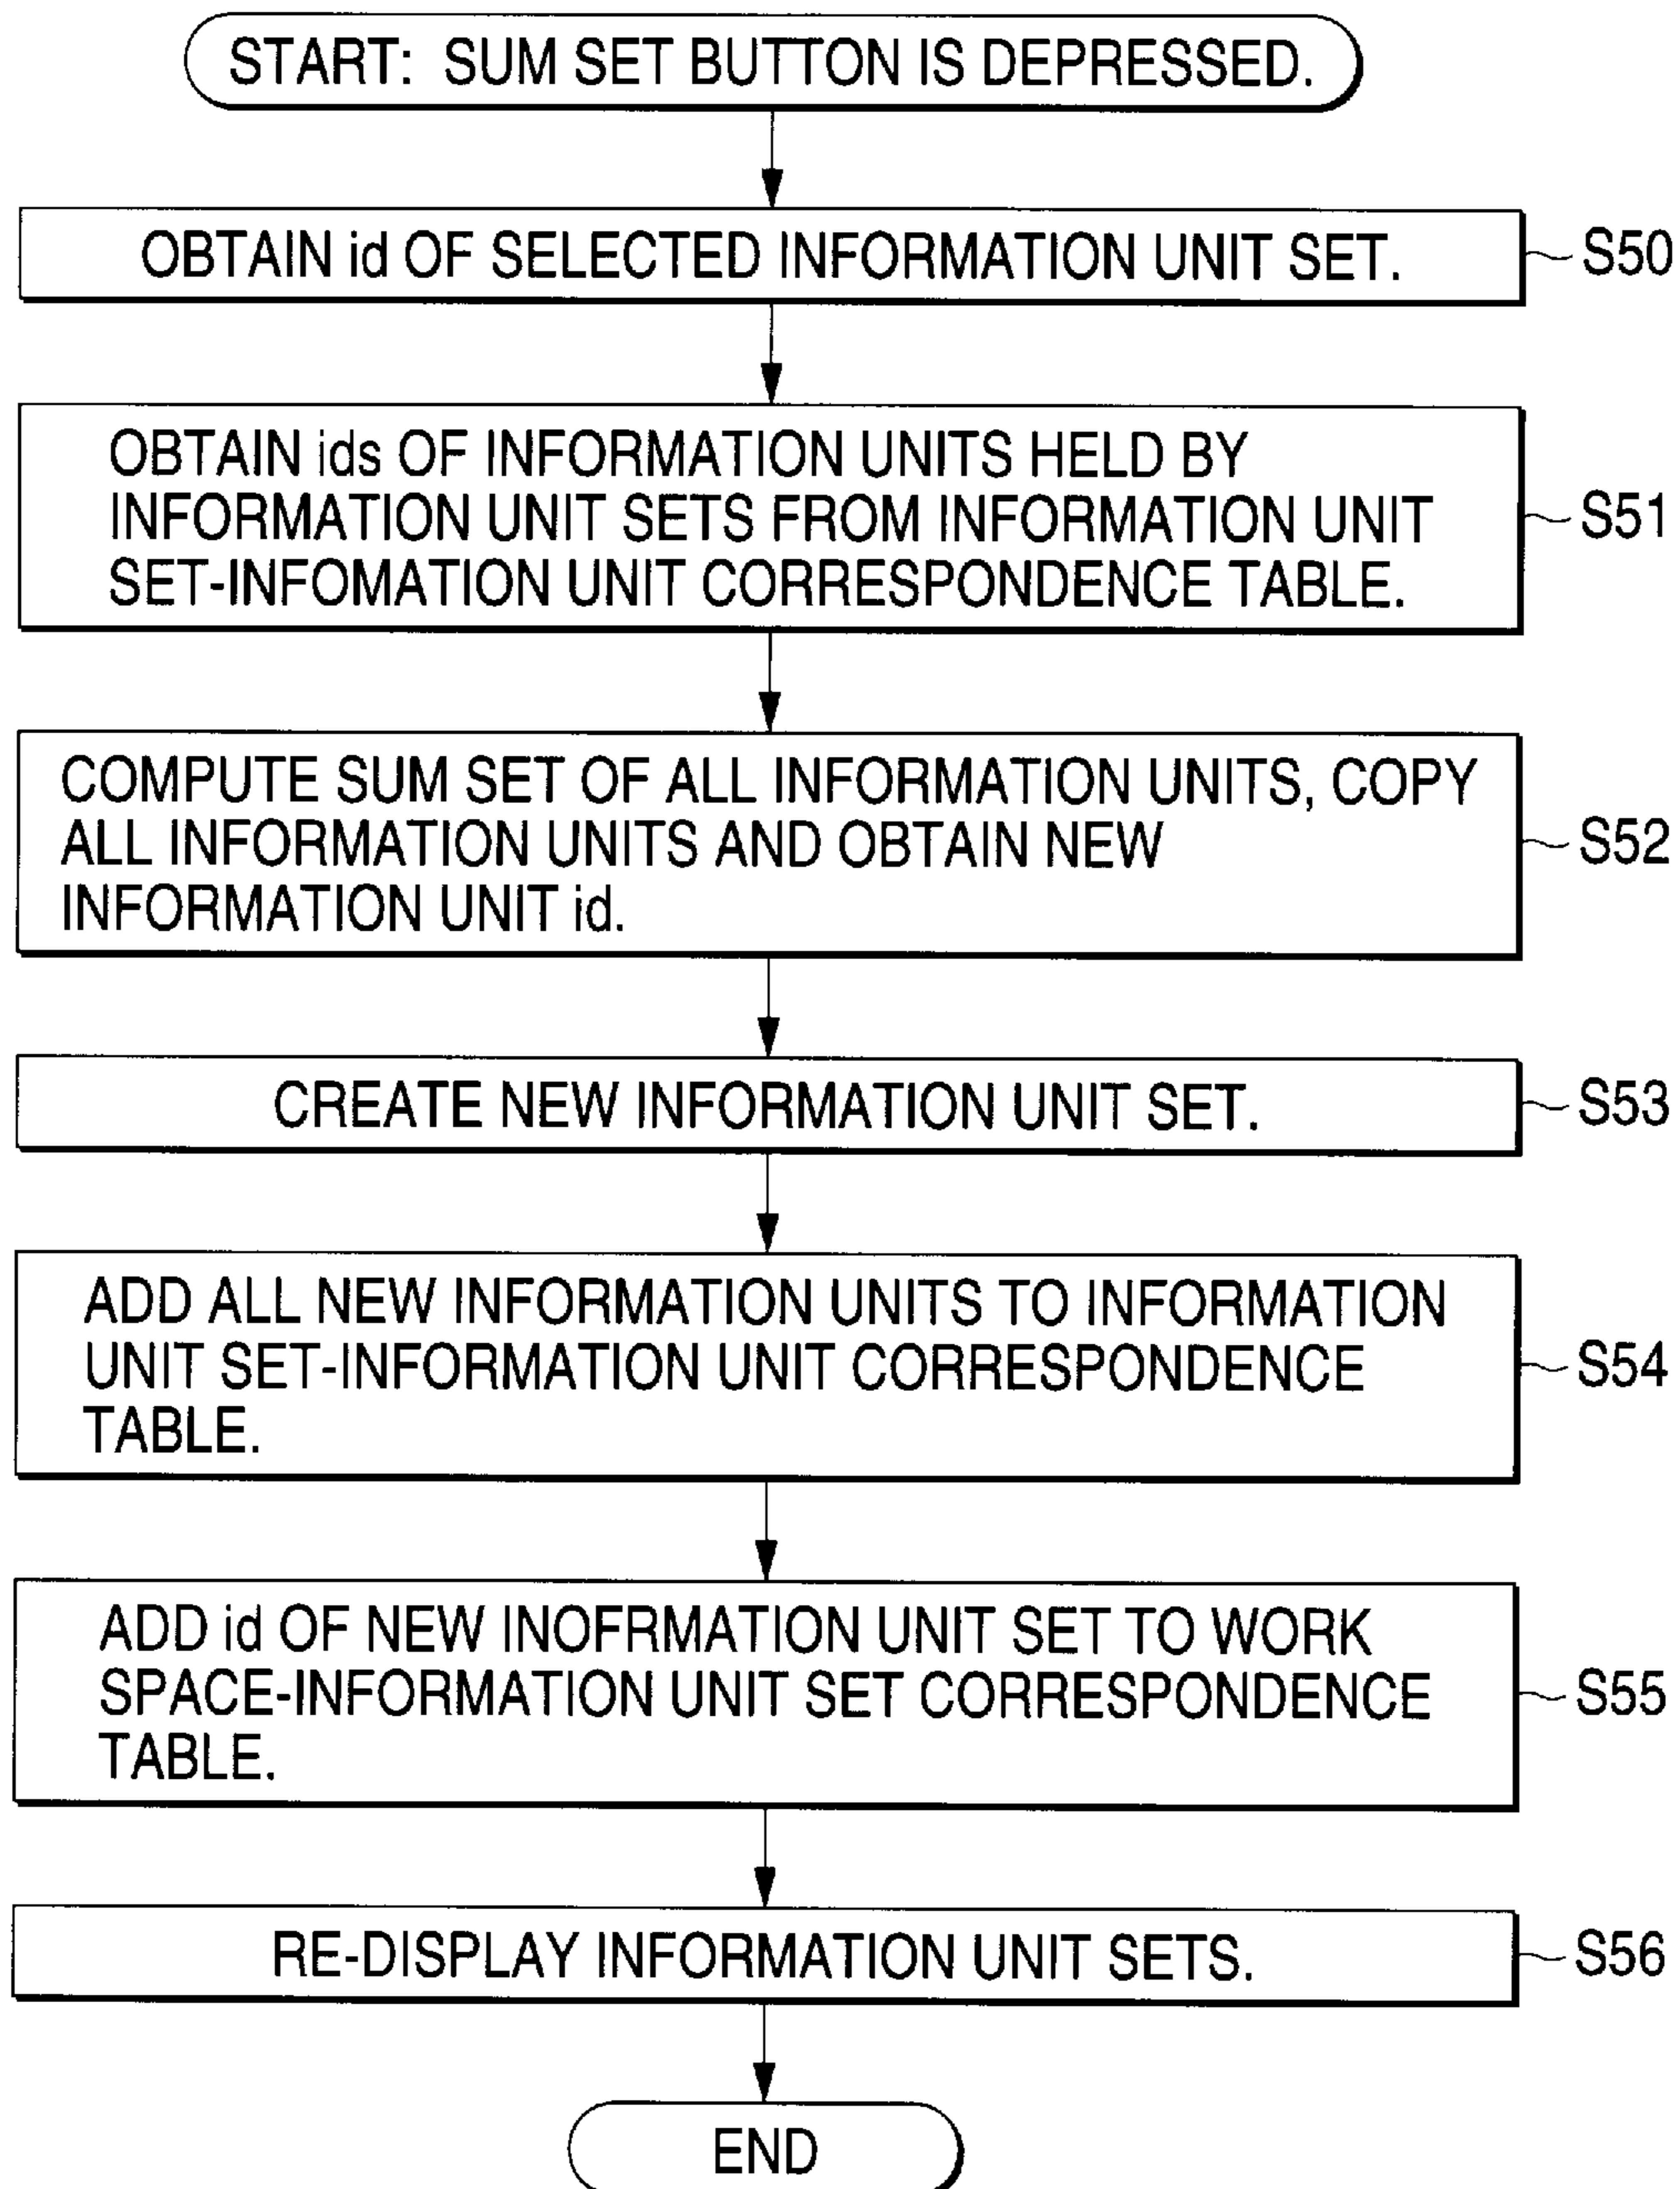 START: SUM SET BUTTON IS DEPRESSED.
OBTAIN id OF SELECTED INFORMATION UNIT SET.
S50
OBTAIN ids OF INFORMATION UNITS HELD BY
INFORMATION UNIT SETS FROM INFORMATION UNIT
SET-INFOMATION UNIT CORRESPONDENCE TABLE.
S51
COMPUTE SUM SET OF ALL INFORMATION UNITS, COPY
ALL INFORMATION UNITS AND OBTAIN NEW
INFORMATION UNIT id.
S52
CREATE NEW INFORMATION UNIT SET.
S53
ADD ALL NEW INFORMATION UNITS TO INFORMATION
UNIT SET-INFORMATION UNIT CORRESPONDENCE
TABLE.
S54
ADD id OF NEW INOFRMATION UNIT SET TO WORK
SPACE-INFORMATION UNIT SET CORRESPONDENCE
TABLE.
S55
RE-DISPLAY INFORMATION UNIT SETS.
S56
END